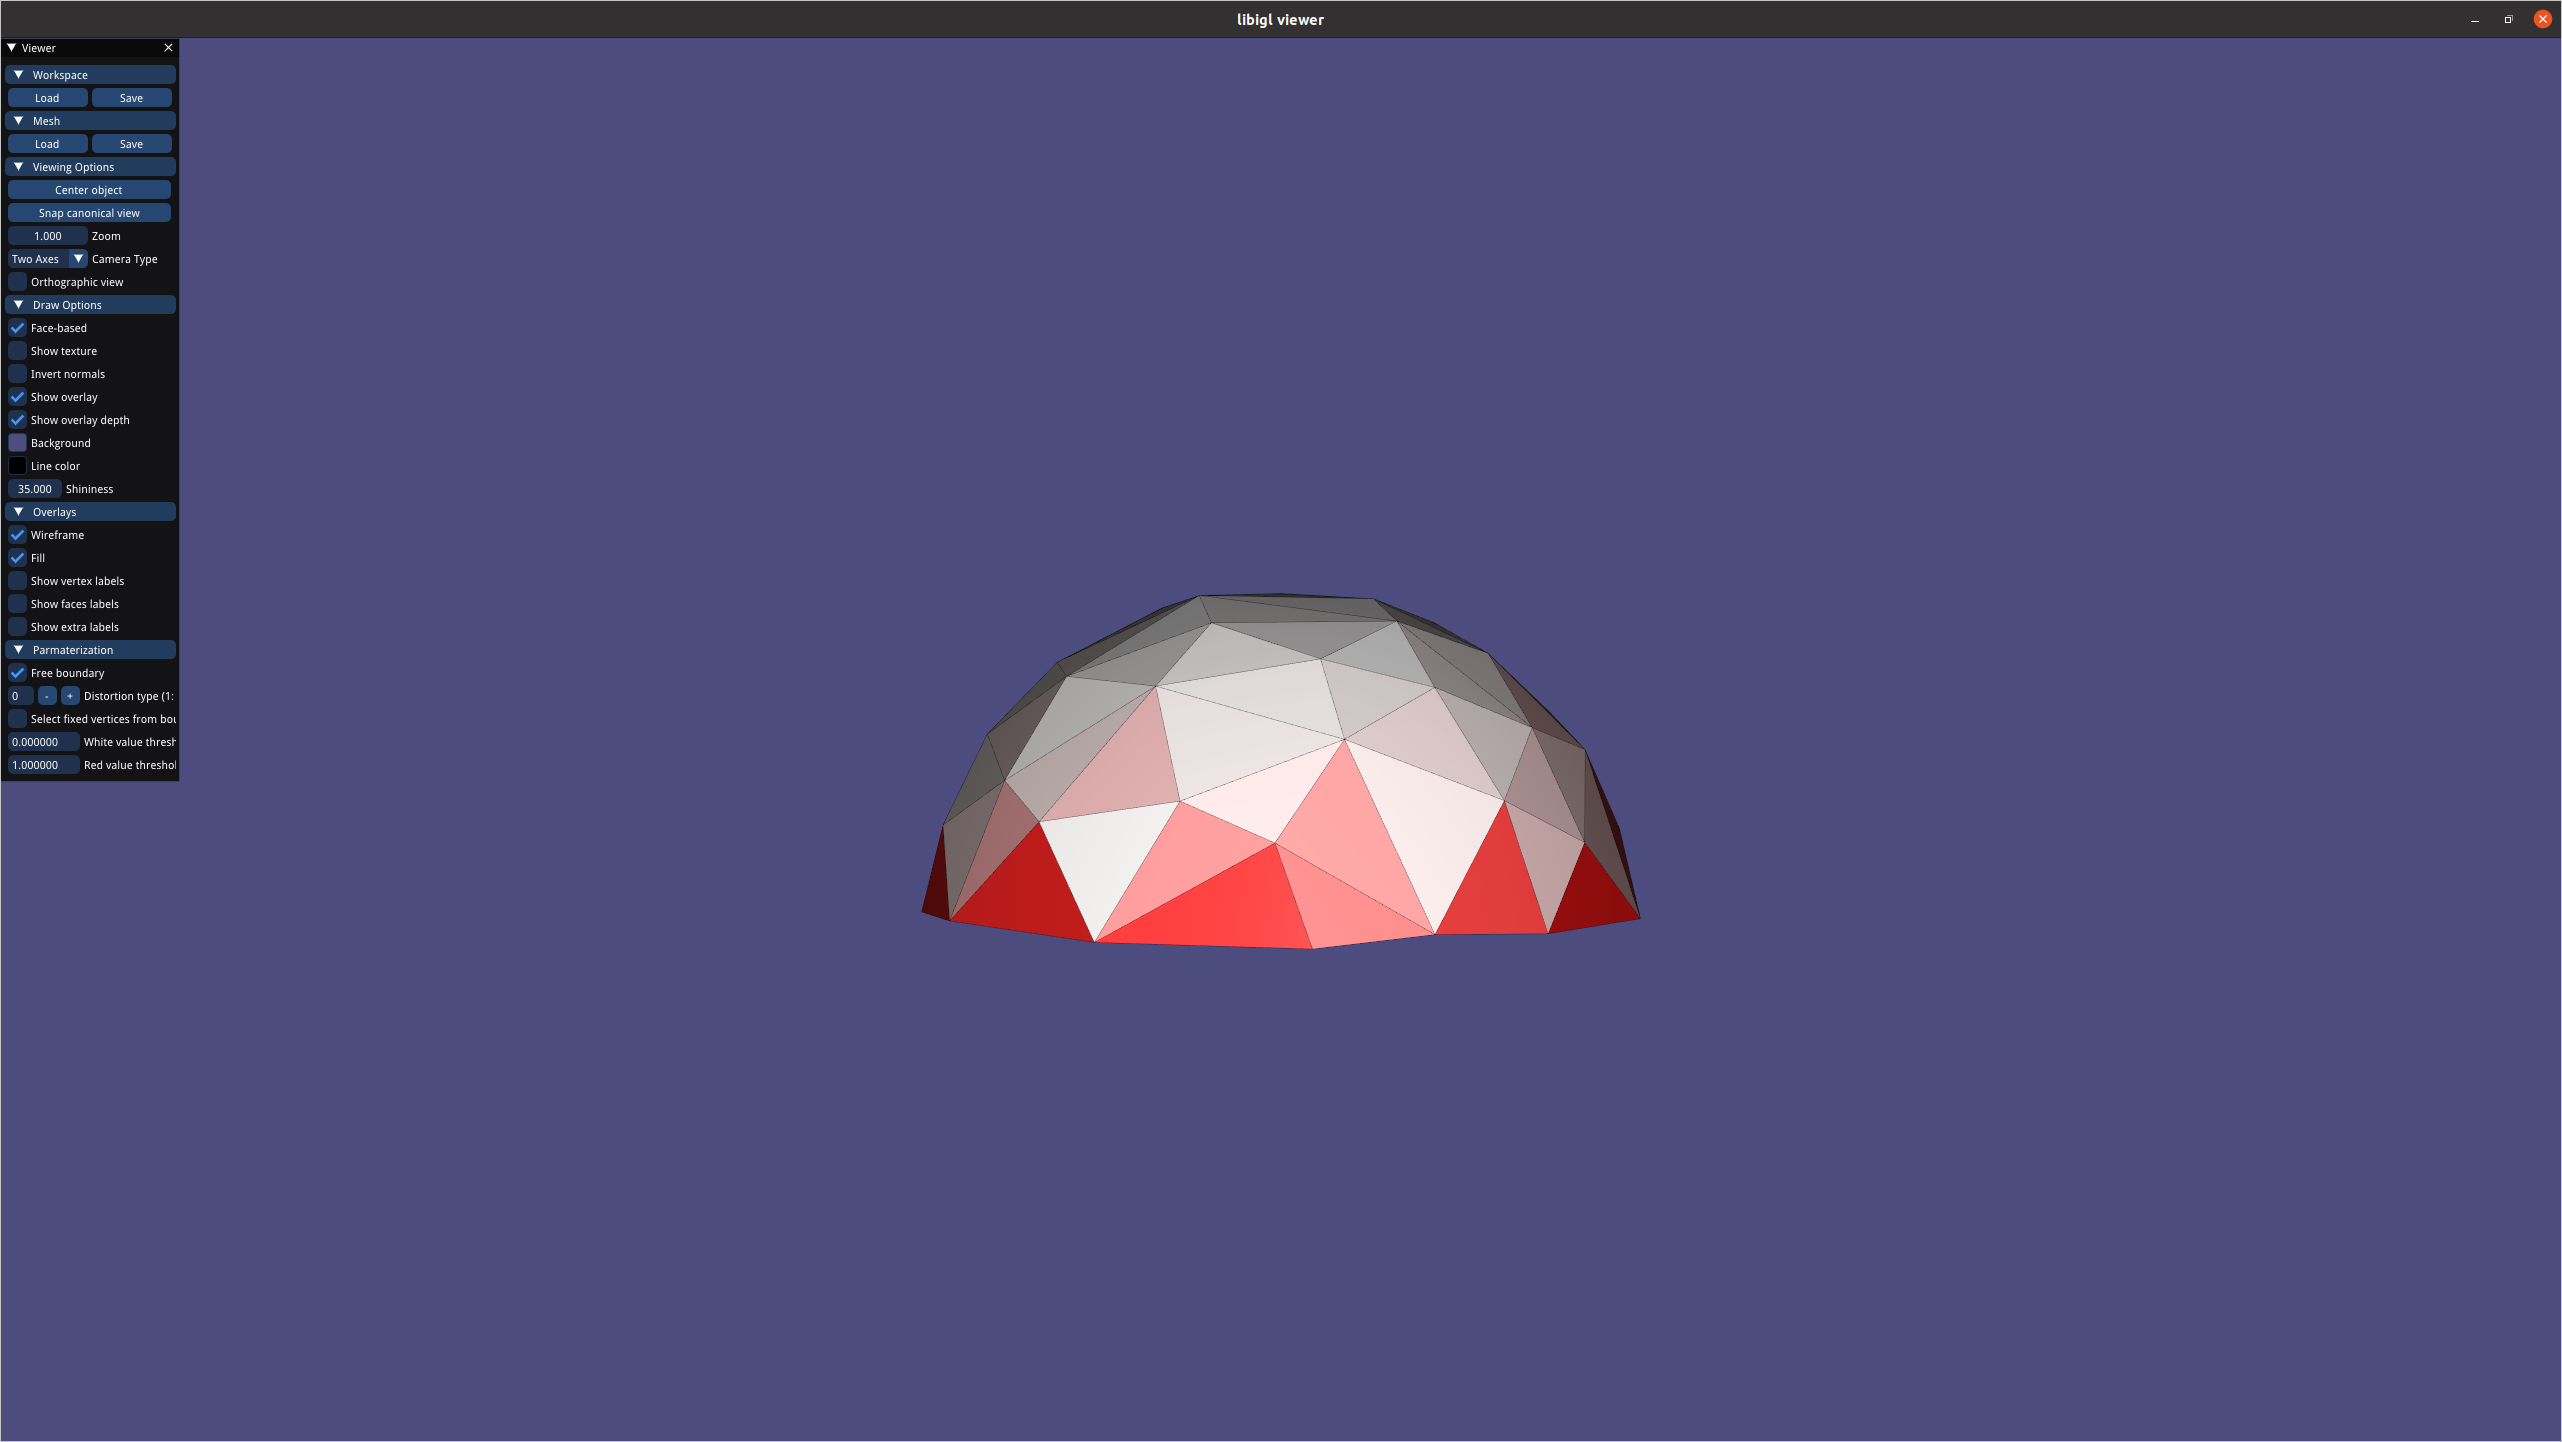 libigl viewer
Viewer
Workspace
Load Save
Mesh
Load Save
Viewing Options
Center object
Snap canonical view
1.000 Zoom
Two Axes Camera Type
Orthographic view
Draw Options
Face-based
Show texture
Invert normals
Show overlay
Show overlay depth
Background
Line color
35.000 Shininess
Overlays
Wireframe
Fill
Show vertex labels
Show faces labels
Show extra labels
Parmaterization
Free boundary
0 - + Distortion type (1:
Select fixed vertices from bou
0.000000 White value thresh
1.000000 Red value threshol